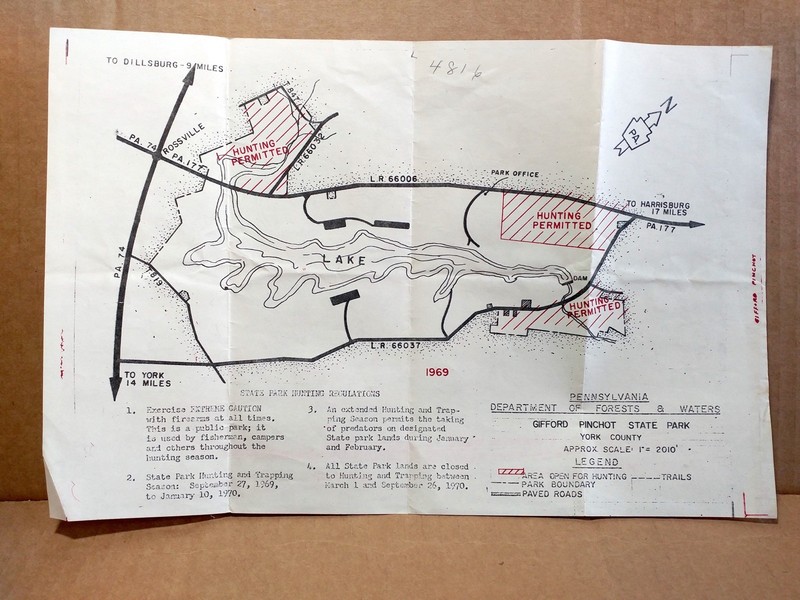 4816
TO DILLSBURG - 9 MILES
T 847
N
PA.
ROSSVILLE
PA. 74
PA. 177
HUNTING
PERMITTED
L.R. 66032
L.R. 66006
PARK OFFICE
TO HARRISBURG
17 MILES
PA. 177
HUNTING
PERMITTED
LAKE
PA. 74
T 819
DAM
HUNTING
PERMITTED
GIFFORD PINCHOT
L.R. 66037
TO YORK
14 MILES
1969
STATE PARK HUNTING REGULATIONS
1. Exercise EXTREME CAUTION
with firearms at all times.
This is a public park; it
is used by fisherman, campers
and others throughout the
hunting season.
2. State Park Hunting and Trapping
Season: September 27, 1969,
to January 10, 1970.
3. An extended Hunting and Trap-
ping Season permits the taking
of predators on designated
State park lands during January
and February.
4. All State Park lands are closed
to Hunting and Trapping between
March 1 and September 26, 1970.
PENNSYLVANIA
DEPARTMENT OF FORESTS & WATERS
GIFFORD PINCHOT STATE PARK
YORK COUNTY
APPROX SCALE: 1"= 2010'
LEGEND
AREA OPEN FOR HUNTING ----TRAILS
PARK BOUNDARY
PAVED ROADS